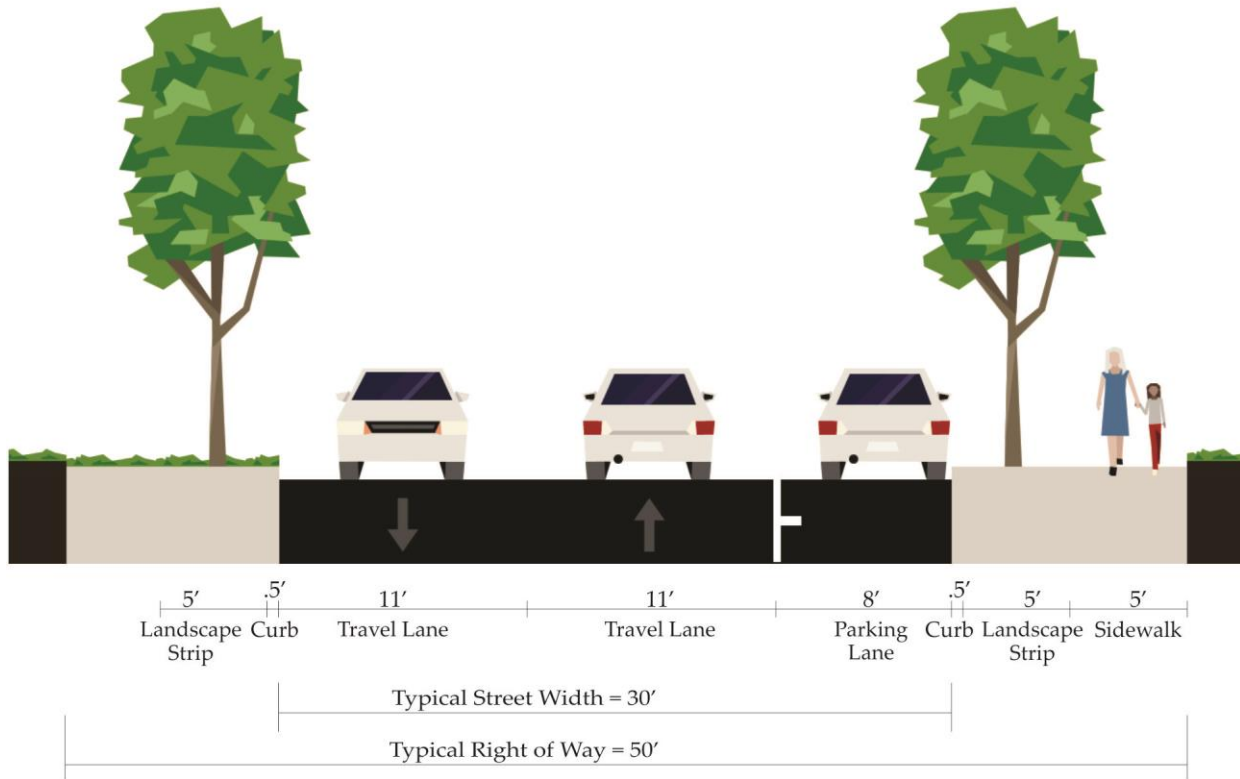 5’
.5’
11’
11’
8’
.5’
5’
5’
Landscape
Strip
Curb
Travel Lane
Travel Lane
Parking
Lane
Curb
Landscape
Strip
Sidewalk
Typical Street Width = 30’
Typical Right of Way = 50’